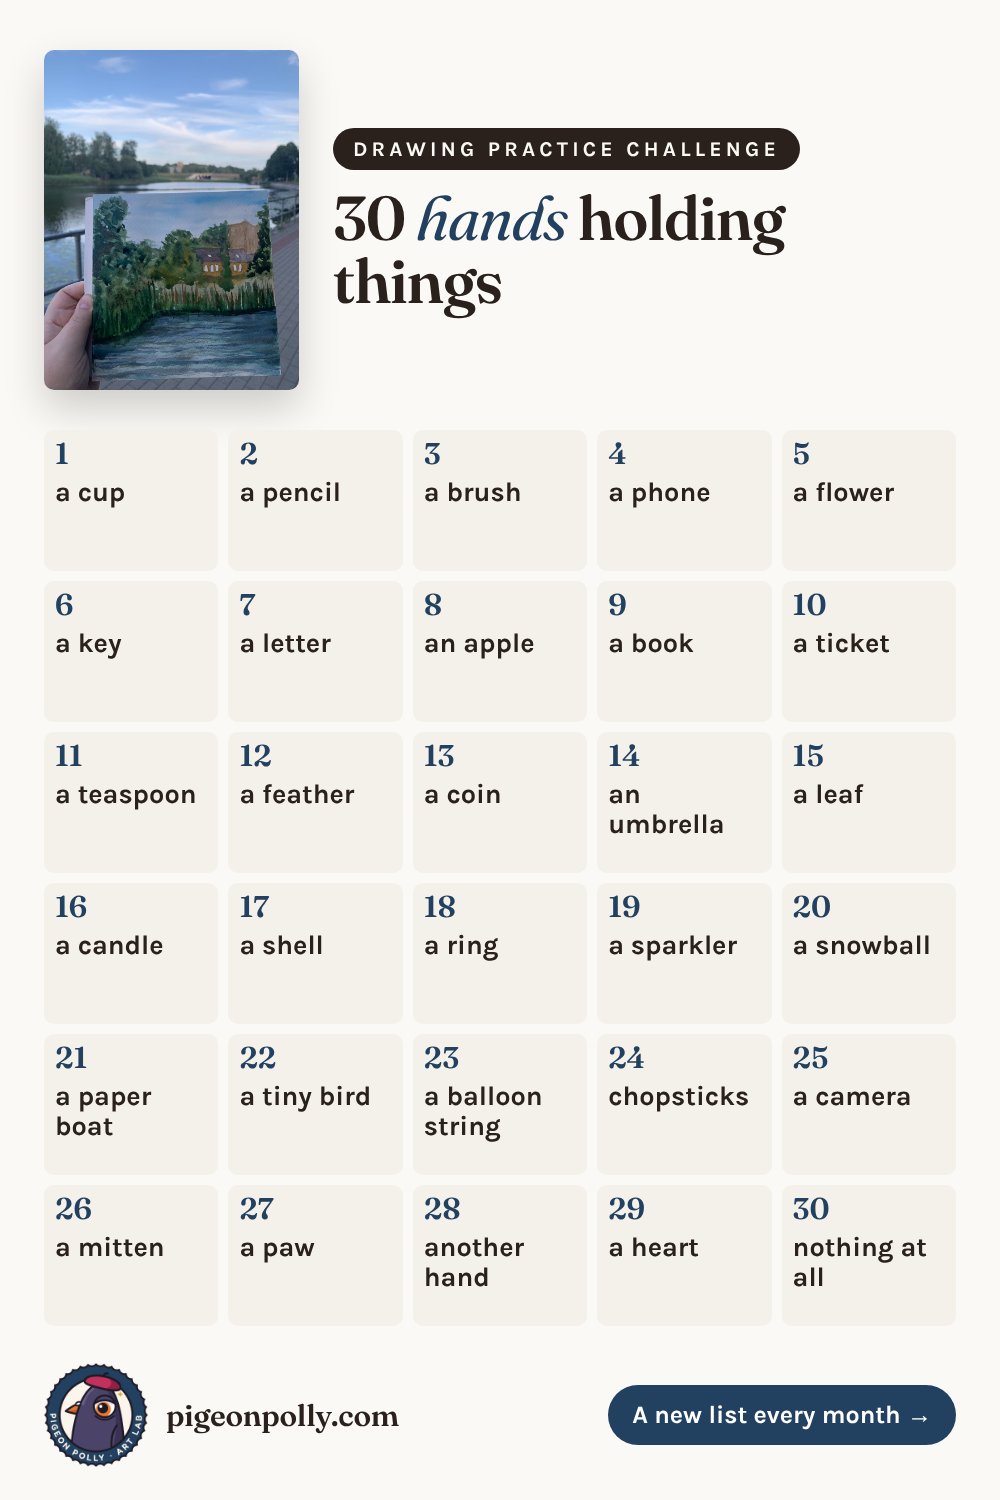 DRAWING PRACTICE CHALLENGE
30 hands holding
things
1
a cup
2
a pencil
3
a brush
4
a phone
5
a flower
6
a key
7
a letter
8
an apple
9
a book
10
a ticket
11
a teaspoon
12
a feather
13
a coin
14
an
umbrella
15
a leaf
16
a candle
17
a shell
18
a ring
19
a sparkler
20
a snowball
21
a paper
boat
22
a tiny bird
23
a balloon
string
24
chopsticks
25
a camera
26
a mitten
27
a paw
28
another
hand
29
a heart
30
nothing at
all
PIGEON POLLY · ART LAB
pigeonpolly.com
A new list every month →